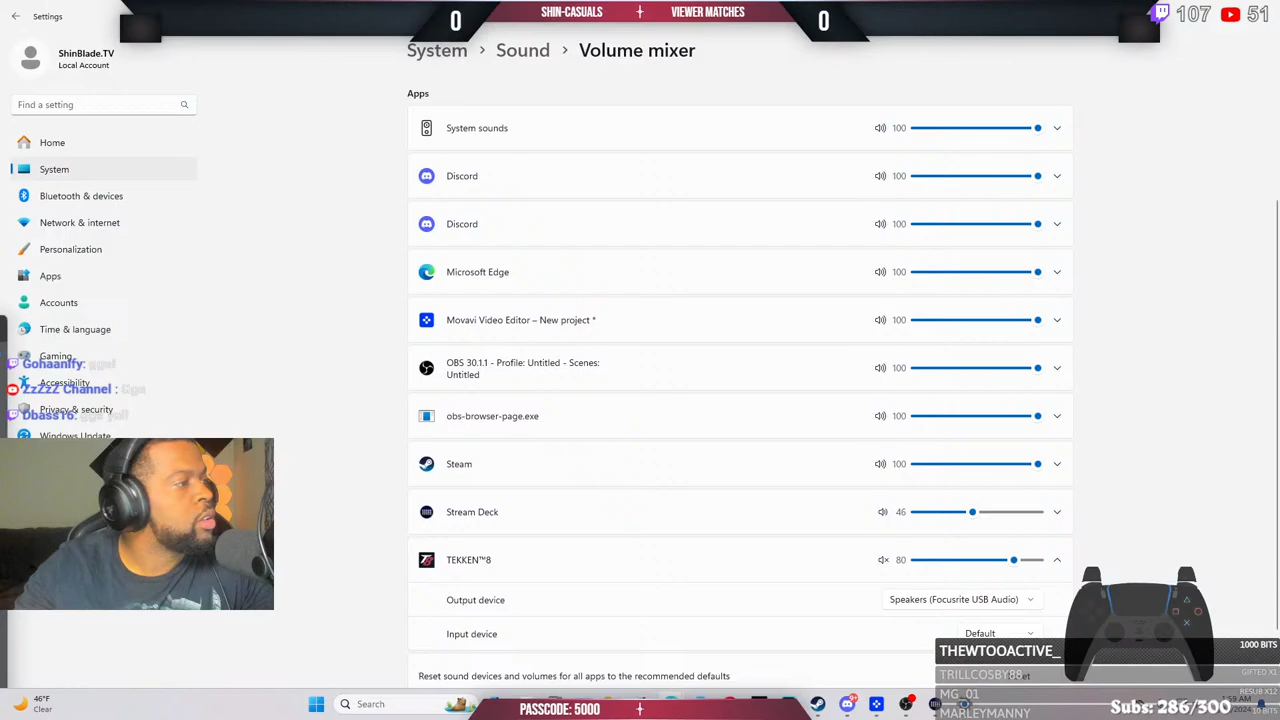 Settings
0
SHIN-CASUALS
VIEWER MATCHES
0
107
51
ShinBlade.TV
Local Account
System > Sound > Volume mixer
Find a setting
Home
System
Bluetooth & devices
Network & internet
Personalization
Apps
Accounts
Time & language
Gaming
Gohaanify:
Accessibility
ZzZzZ Channel :
Privacy & security
Windows Update
Apps
System sounds
100
Discord
100
Discord
100
Microsoft Edge
100
Movavi Video Editor – New project *
100
OBS 30.1.1 - Profile: Untitled - Scenes:
Untitled
100
obs-browser-page.exe
100
Steam
100
Stream Deck
46
TEKKEN™8
80
Output device
Speakers (Focusrite USB Audio)
Input device
Default
Reset sound devices and volumes for all apps to the recommended defaults
THEWTOOACTIVE_
1000 BITS
TRILLCOSBY88
GIFTED X1
MG_01
RESUB X12
MARLEYMANNY
Subs: 286/300
46°F
Clear
Search
PASSCODE: 5000